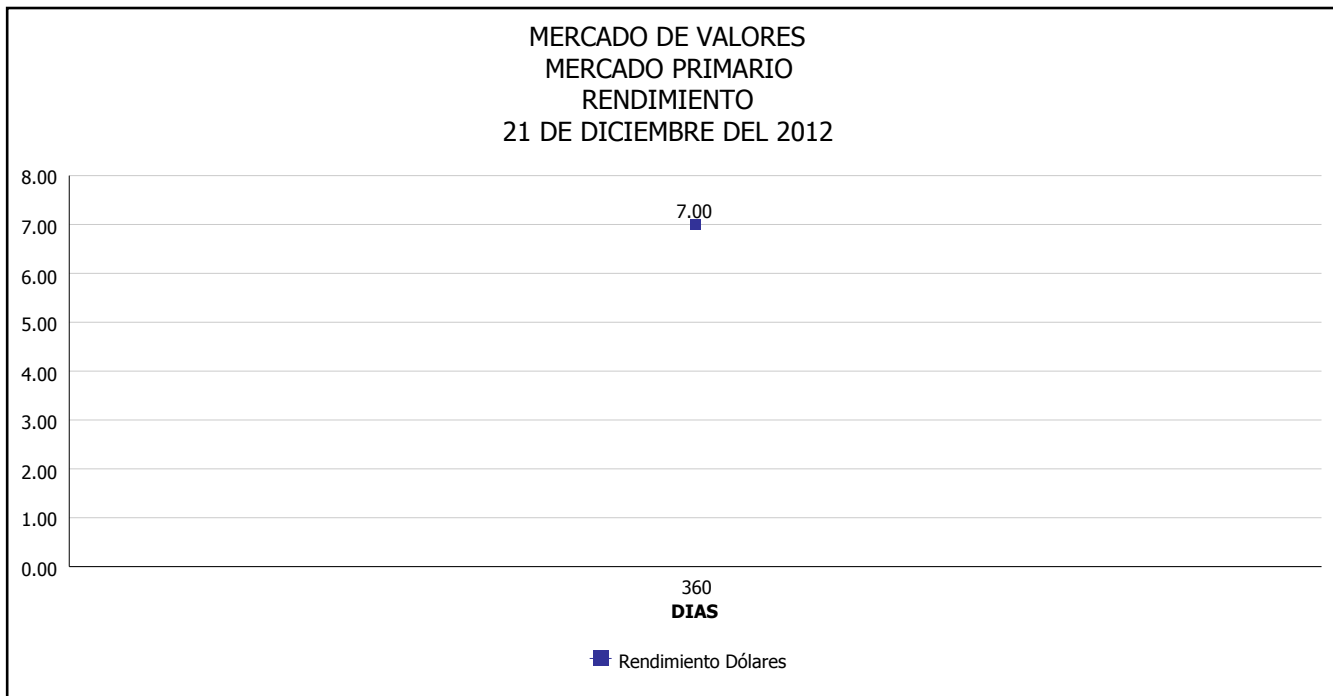 MERCADO DE VALORES
MERCADO PRIMARIO
RENDIMIENTO
21 DE DICIEMBRE DEL 2012
8.00
7.00
7.00
6.00
5.00
4.00
3.00
2.00
1.00
0.00
360
DIAS
Rendimiento Dólares